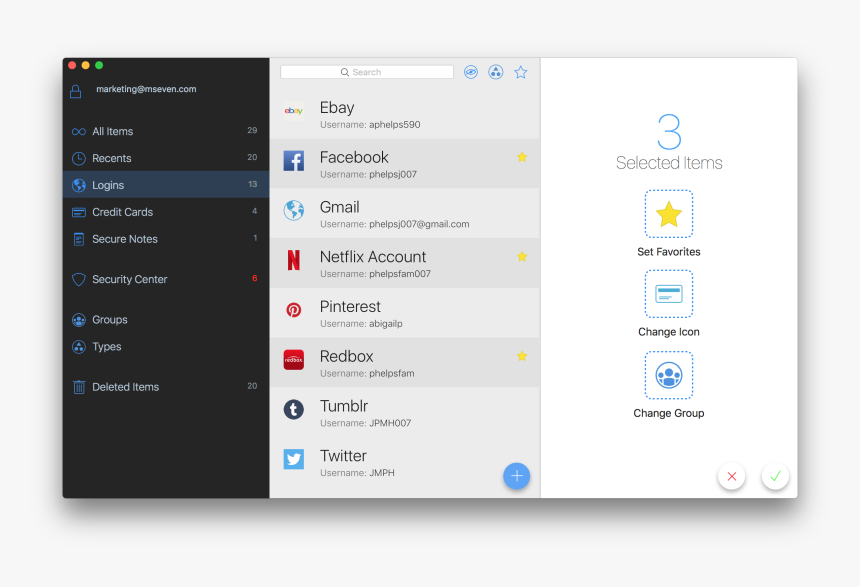 marketing@mseven.com
All Items 29
Recents 20
Logins 13
Credit Cards 4
Secure Notes 1
Security Center 6
Groups
Types
Deleted Items 20
Search
ebay
Ebay
Username: aphelps590
f
Facebook
Username: phelpsj007
Gmail
Username: phelpsj007@gmail.com
N
Netflix Account
Username: phelpsfam007
Pinterest
Username: abigailp
redbox
Redbox
Username: phelpsfam
t
Tumblr
Username: JPMH007
Twitter
Username: JMPH
3
Selected Items
Set Favorites
Change Icon
Change Group